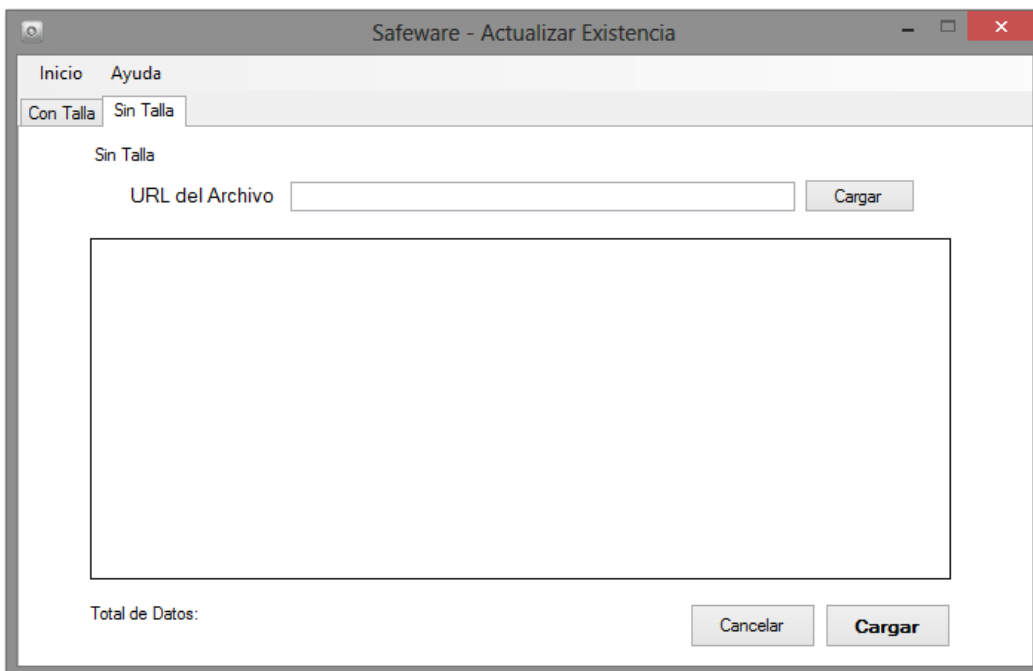 Safeware - Actualizar Existencia
Inicio Ayuda
Con Talla Sin Talla
Sin Talla
URL del Archivo Cargar
Total de Datos: Cancelar Cargar